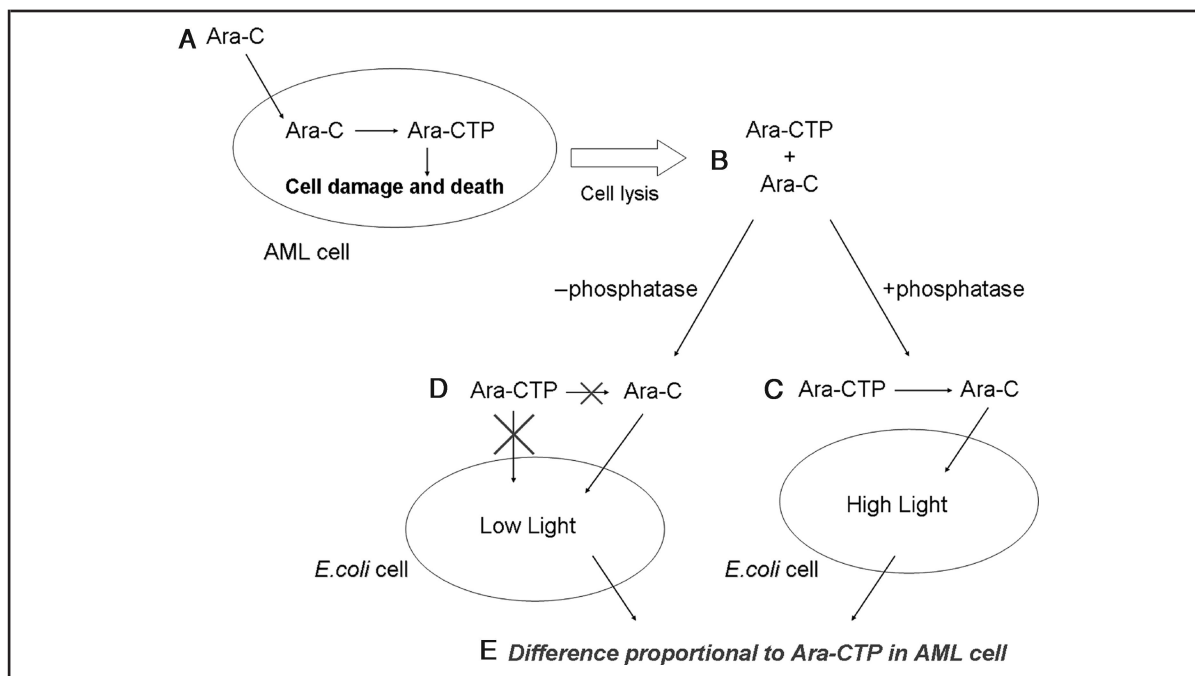 A Ara-C
Ara-C Ara-CTP
Cell damage and death
AML cell
Cell lysis
B Ara-CTP
+
Ara-C
–phosphatase
+phosphatase
D Ara-CTP Ara-C
C Ara-CTP Ara-C
Low Light
High Light
E.coli cell
E.coli cell
E Difference proportional to Ara-CTP in AML cell